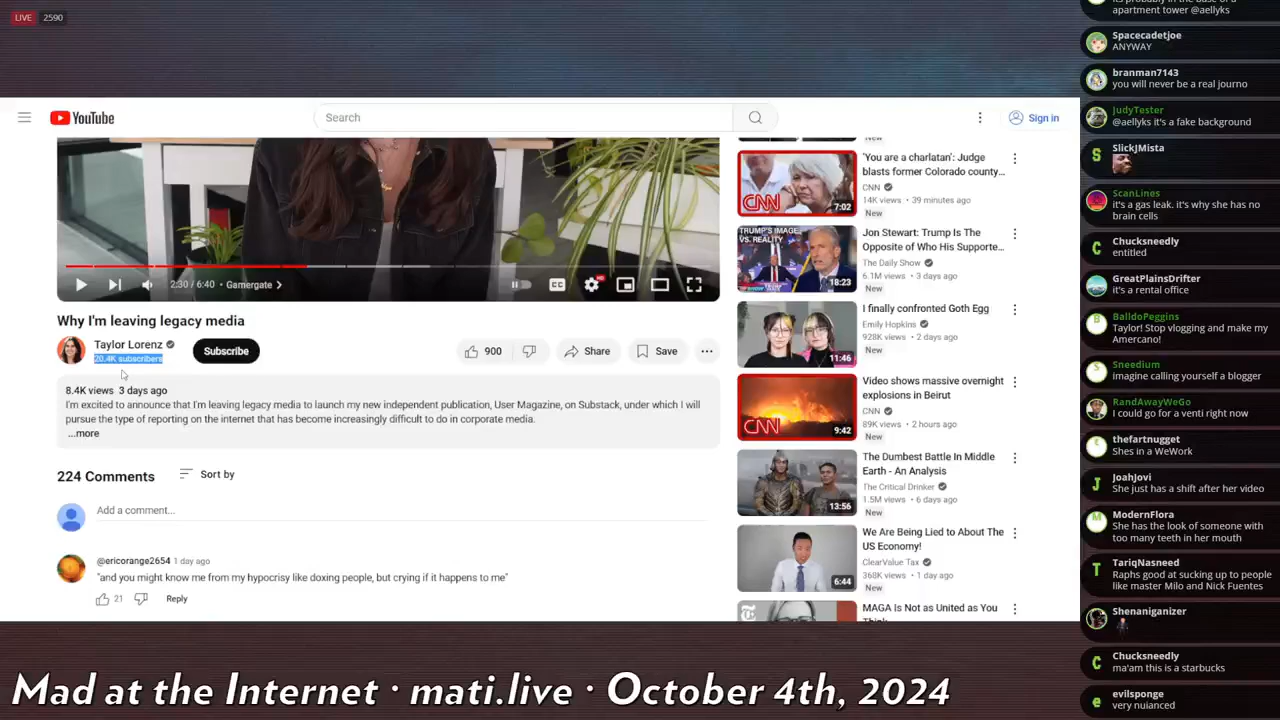 LIVE 2590
YouTube
Search
Sign in
2:30 / 6:40 • Gamergate
CC
HD
Why I'm leaving legacy media
Taylor Lorenz
20.4K subscribers
Subscribe
900
Share
Save
8.4K views 3 days ago
I'm excited to announce that I'm leaving legacy media to launch my new independent publication, User Magazine, on Substack, under which I will
pursue the type of reporting on the internet that has become increasingly difficult to do in corporate media.
...more
224 Comments
Sort by
Add a comment...
@ericorange2654 1 day ago
"and you might know me from my hypocrisy like doxing people, but crying if it happens to me"
21
Reply
New
'You are a charlatan': Judge
blasts former Colorado county...
CNN
14K views • 39 minutes ago
New
CNN
7:02
Jon Stewart: Trump Is The
Opposite of Who His Supporte...
The Daily Show
6.1M views • 3 days ago
New
TRUMP'S IMAGE
VS. REALITY
18:23
I finally confronted Goth Egg
Emily Hopkins
928K views • 2 days ago
New
11:46
Video shows massive overnight
explosions in Beirut
CNN
89K views • 2 hours ago
New
CNN
9:42
The Dumbest Battle In Middle
Earth - An Analysis
The Critical Drinker
1.5M views • 6 days ago
New
13:56
We Are Being Lied to About The
US Economy!
ClearValue Tax
368K views • 1 day ago
New
6:44
MAGA Is Not as United as You
Think
its probably in the base of a
apartment tower @aellyks
Spacecadetjoe
ANYWAY
branman7143
you will never be a real journo
JudyTester
@aellyks it's a fake background
S
SlickJMista
ScanLines
it's a gas leak. it's why she has no
brain cells
C
Chucksneedly
entitled
GreatPlainsDrifter
it's a rental office
B
BalldoPeggins
Taylor! Stop vlogging and make my
Americano!
Sneedium
Imagine calling yourself a blogger
RandAwayWeGo
I could go for a venti right now
thefartnugget
Shes in a WeWork
J
JoahJovi
She just has a shift after her video
M
ModernFlora
She has the look of someone with
too many teeth in her mouth
T
TariqNasneed
Raphs good at sucking up to people
like master Milo and Nick Fuentes
Shenaniganizer
C
Chucksneedly
ma'am this is a starbucks
e
evilsponge
very nuianced
Mad at the Internet · mati.live · October 4th, 2024